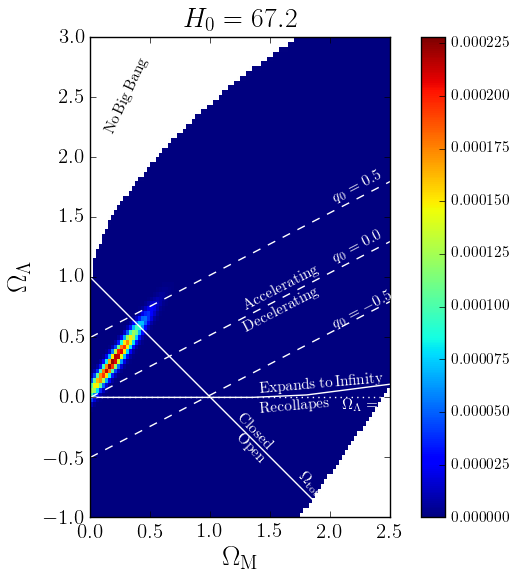 H₀ = 67.2
No Big Bang
q₀ = 0.5
q₀ = 0.0
q₀ = −0.5
Accelerating
Decelerating
Expands to Infinity
Recollapses
Ω_Λ =
Closed
Open
3.0
2.5
2.0
1.5
1.0
0.5
0.0
−0.5
−1.0
Ω_Λ
0.0 0.5 1.0 1.5 2.0 2.5
Ω_M
0.000225
0.000200
0.000175
0.000150
0.000125
0.000100
0.000075
0.000050
0.000025
0.000000